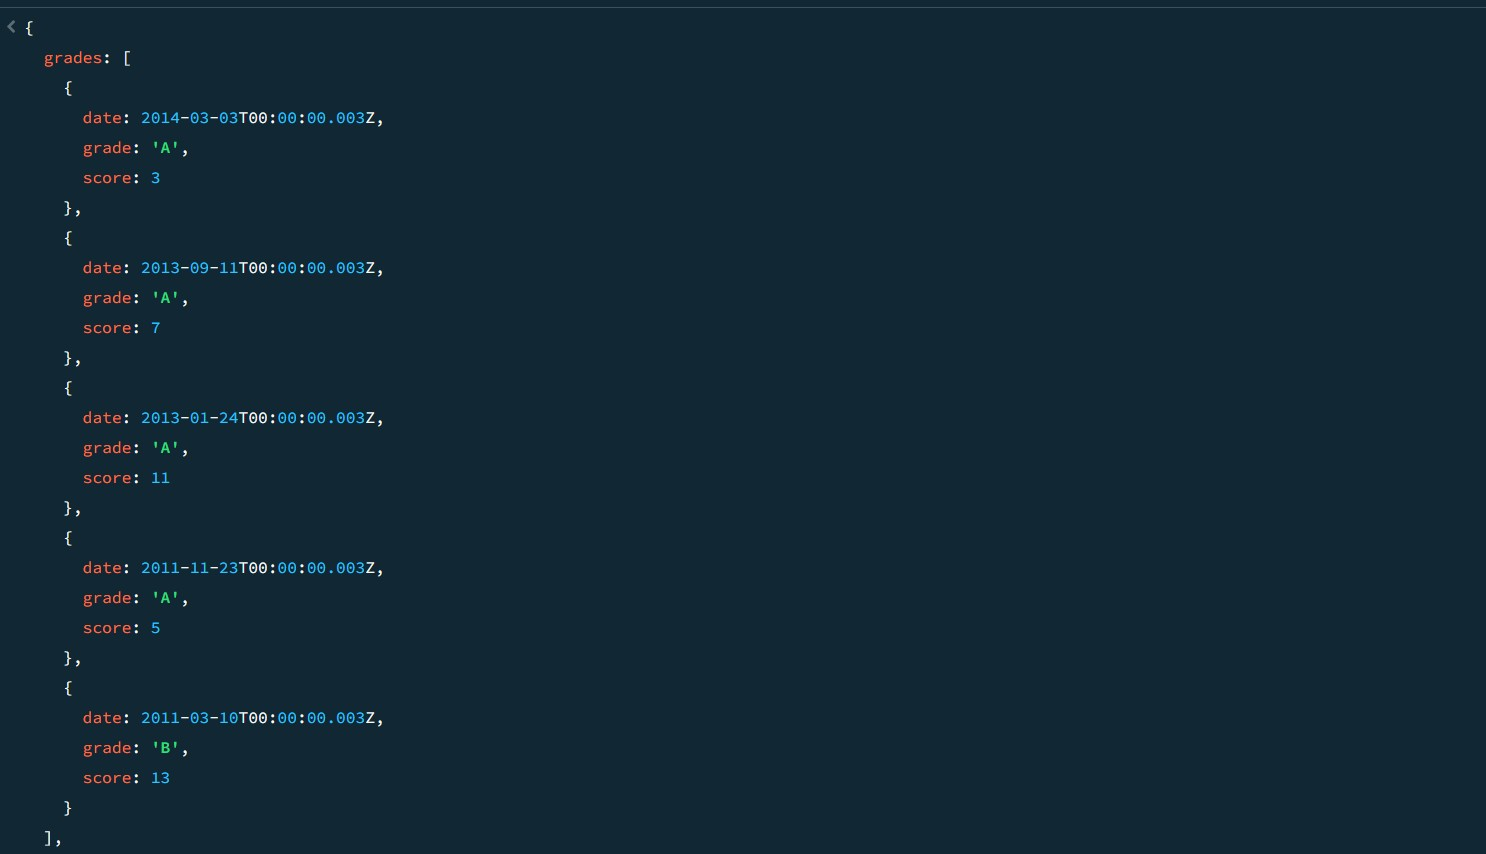 {
grades: [
{
date: 2014-03-03T00:00:00.003Z,
grade: 'A',
score: 3
},
{
date: 2013-09-11T00:00:00.003Z,
grade: 'A',
score: 7
},
{
date: 2013-01-24T00:00:00.003Z,
grade: 'A',
score: 11
},
{
date: 2011-11-23T00:00:00.003Z,
grade: 'A',
score: 5
},
{
date: 2011-03-10T00:00:00.003Z,
grade: 'B',
score: 13
}
],